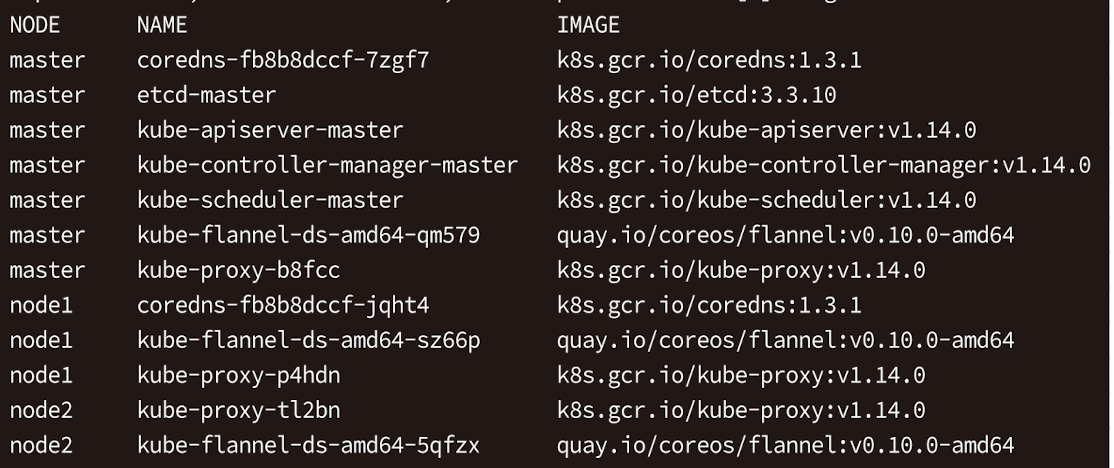 NODE NAME IMAGE
master coredns-fb8b8dccf-7zgf7 k8s.gcr.io/coredns:1.3.1
master etcd-master k8s.gcr.io/etcd:3.3.10
master kube-apiserver-master k8s.gcr.io/kube-apiserver:v1.14.0
master kube-controller-manager-master k8s.gcr.io/kube-controller-manager:v1.14.0
master kube-scheduler-master k8s.gcr.io/kube-scheduler:v1.14.0
master kube-flannel-ds-amd64-qm579 quay.io/coreos/flannel:v0.10.0-amd64
master kube-proxy-b8fcc k8s.gcr.io/kube-proxy:v1.14.0
node1 coredns-fb8b8dccf-jqht4 k8s.gcr.io/coredns:1.3.1
node1 kube-flannel-ds-amd64-sz66p quay.io/coreos/flannel:v0.10.0-amd64
node1 kube-proxy-p4hdn k8s.gcr.io/kube-proxy:v1.14.0
node2 kube-proxy-tl2bn k8s.gcr.io/kube-proxy:v1.14.0
node2 kube-flannel-ds-amd64-5qfzx quay.io/coreos/flannel:v0.10.0-amd64